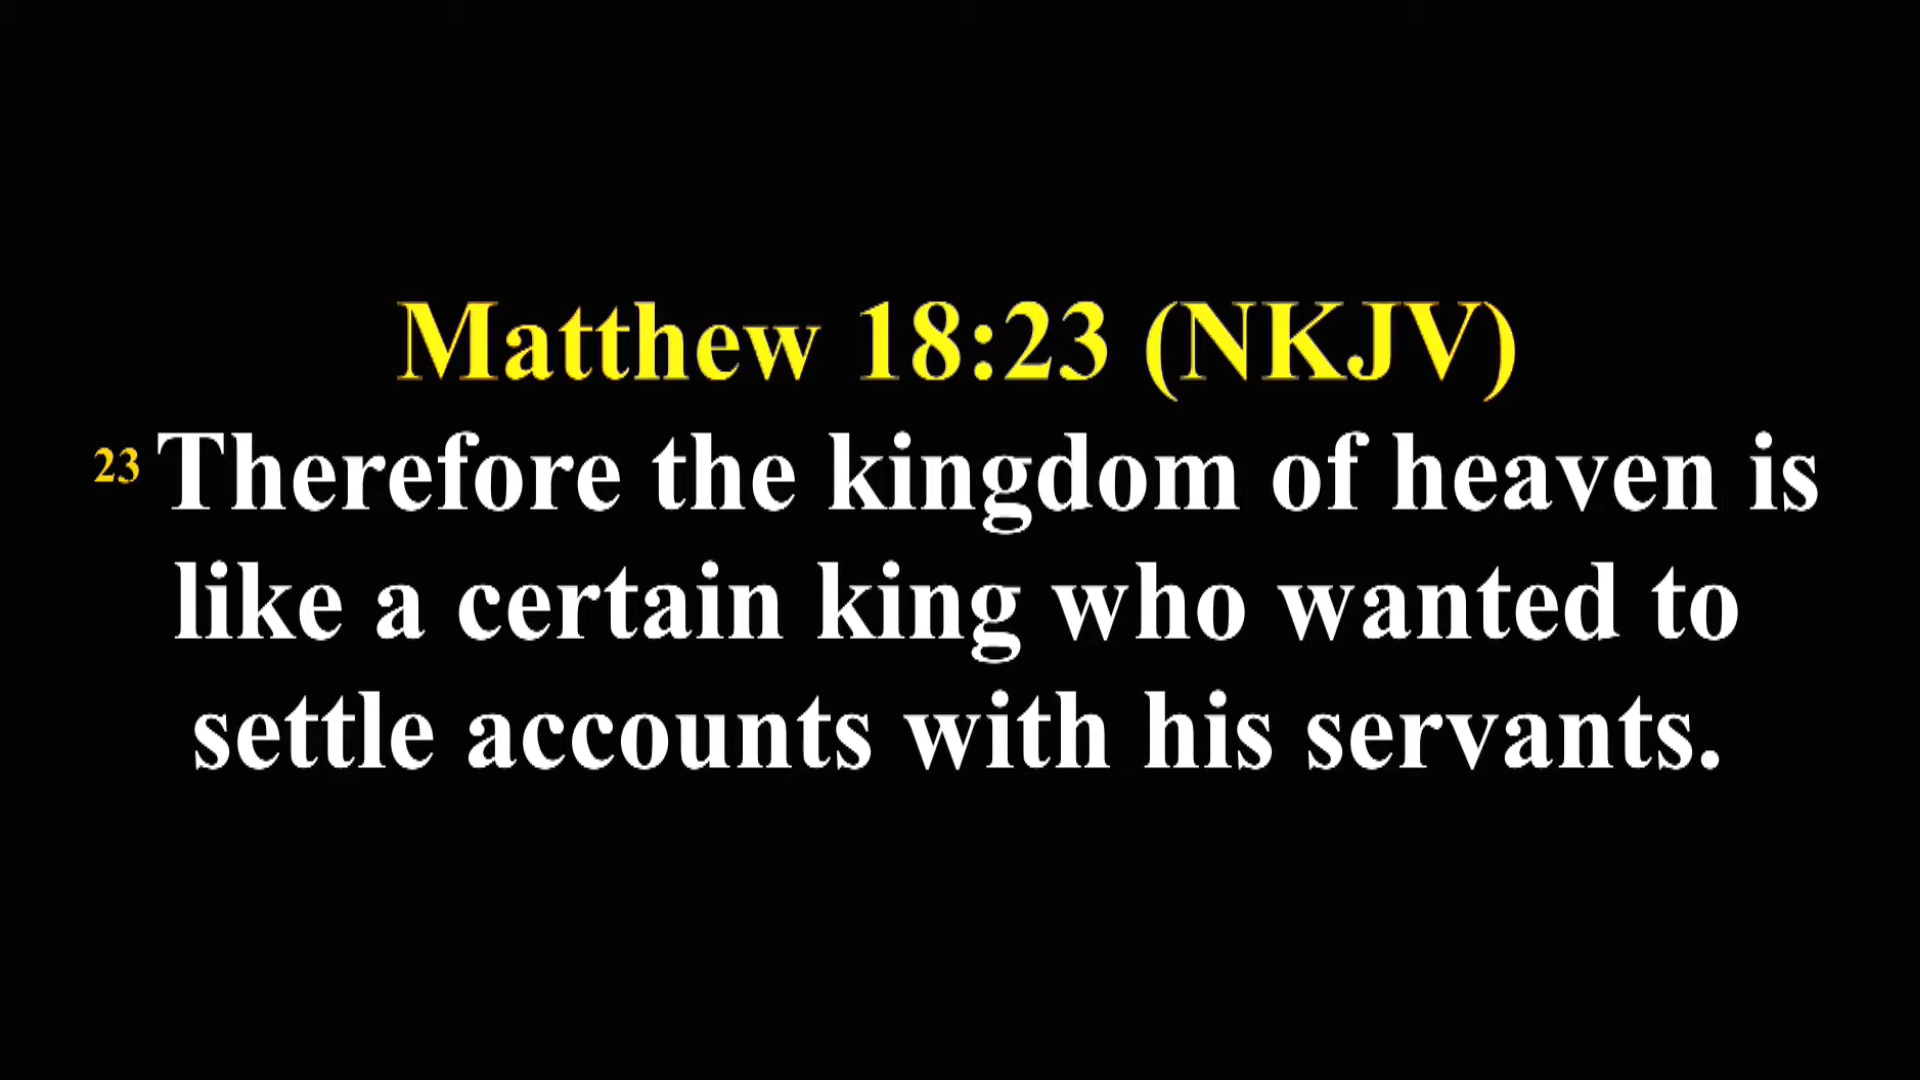 Matthew 18:23 (NKJV)
23 Therefore the kingdom of heaven is
like a certain king who wanted to
settle accounts with his servants.